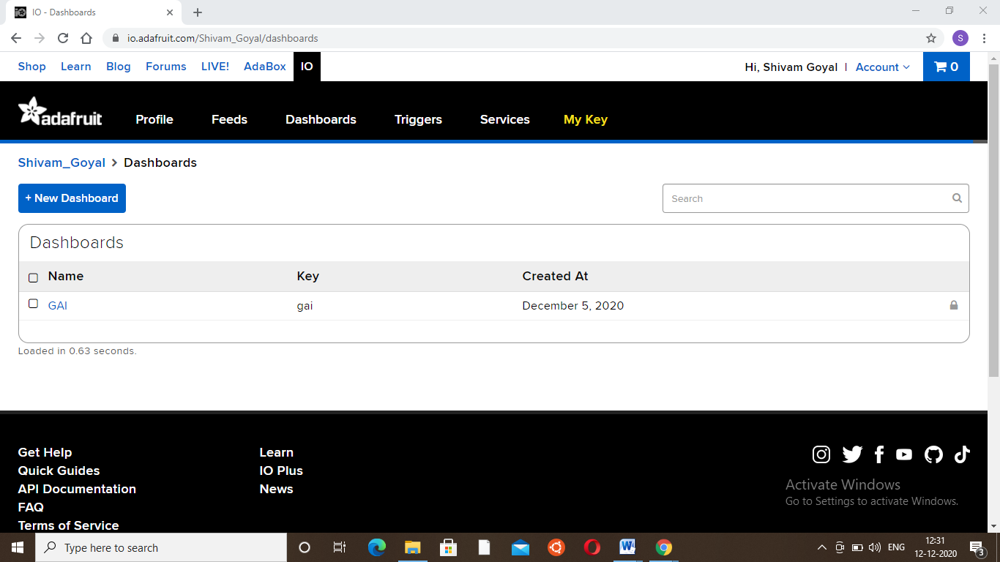 IO - Dashboards
io.adafruit.com/Shivam_Goyal/dashboards
S
Shop Learn Blog Forums LIVE! AdaBox IO Hi, Shivam Goyal | Account 0
adafruit Profile Feeds Dashboards Triggers Services My Key
Shivam_Goyal > Dashboards
+ New Dashboard Search
Dashboards
Name Key Created At
GAI gai December 5, 2020
Loaded in 0.63 seconds.
Get Help Learn
Quick Guides IO Plus
API Documentation News
FAQ
Terms of Service
Activate Windows
Go to Settings to activate Windows.
Type here to search ENG 12:31
12-12-2020 3